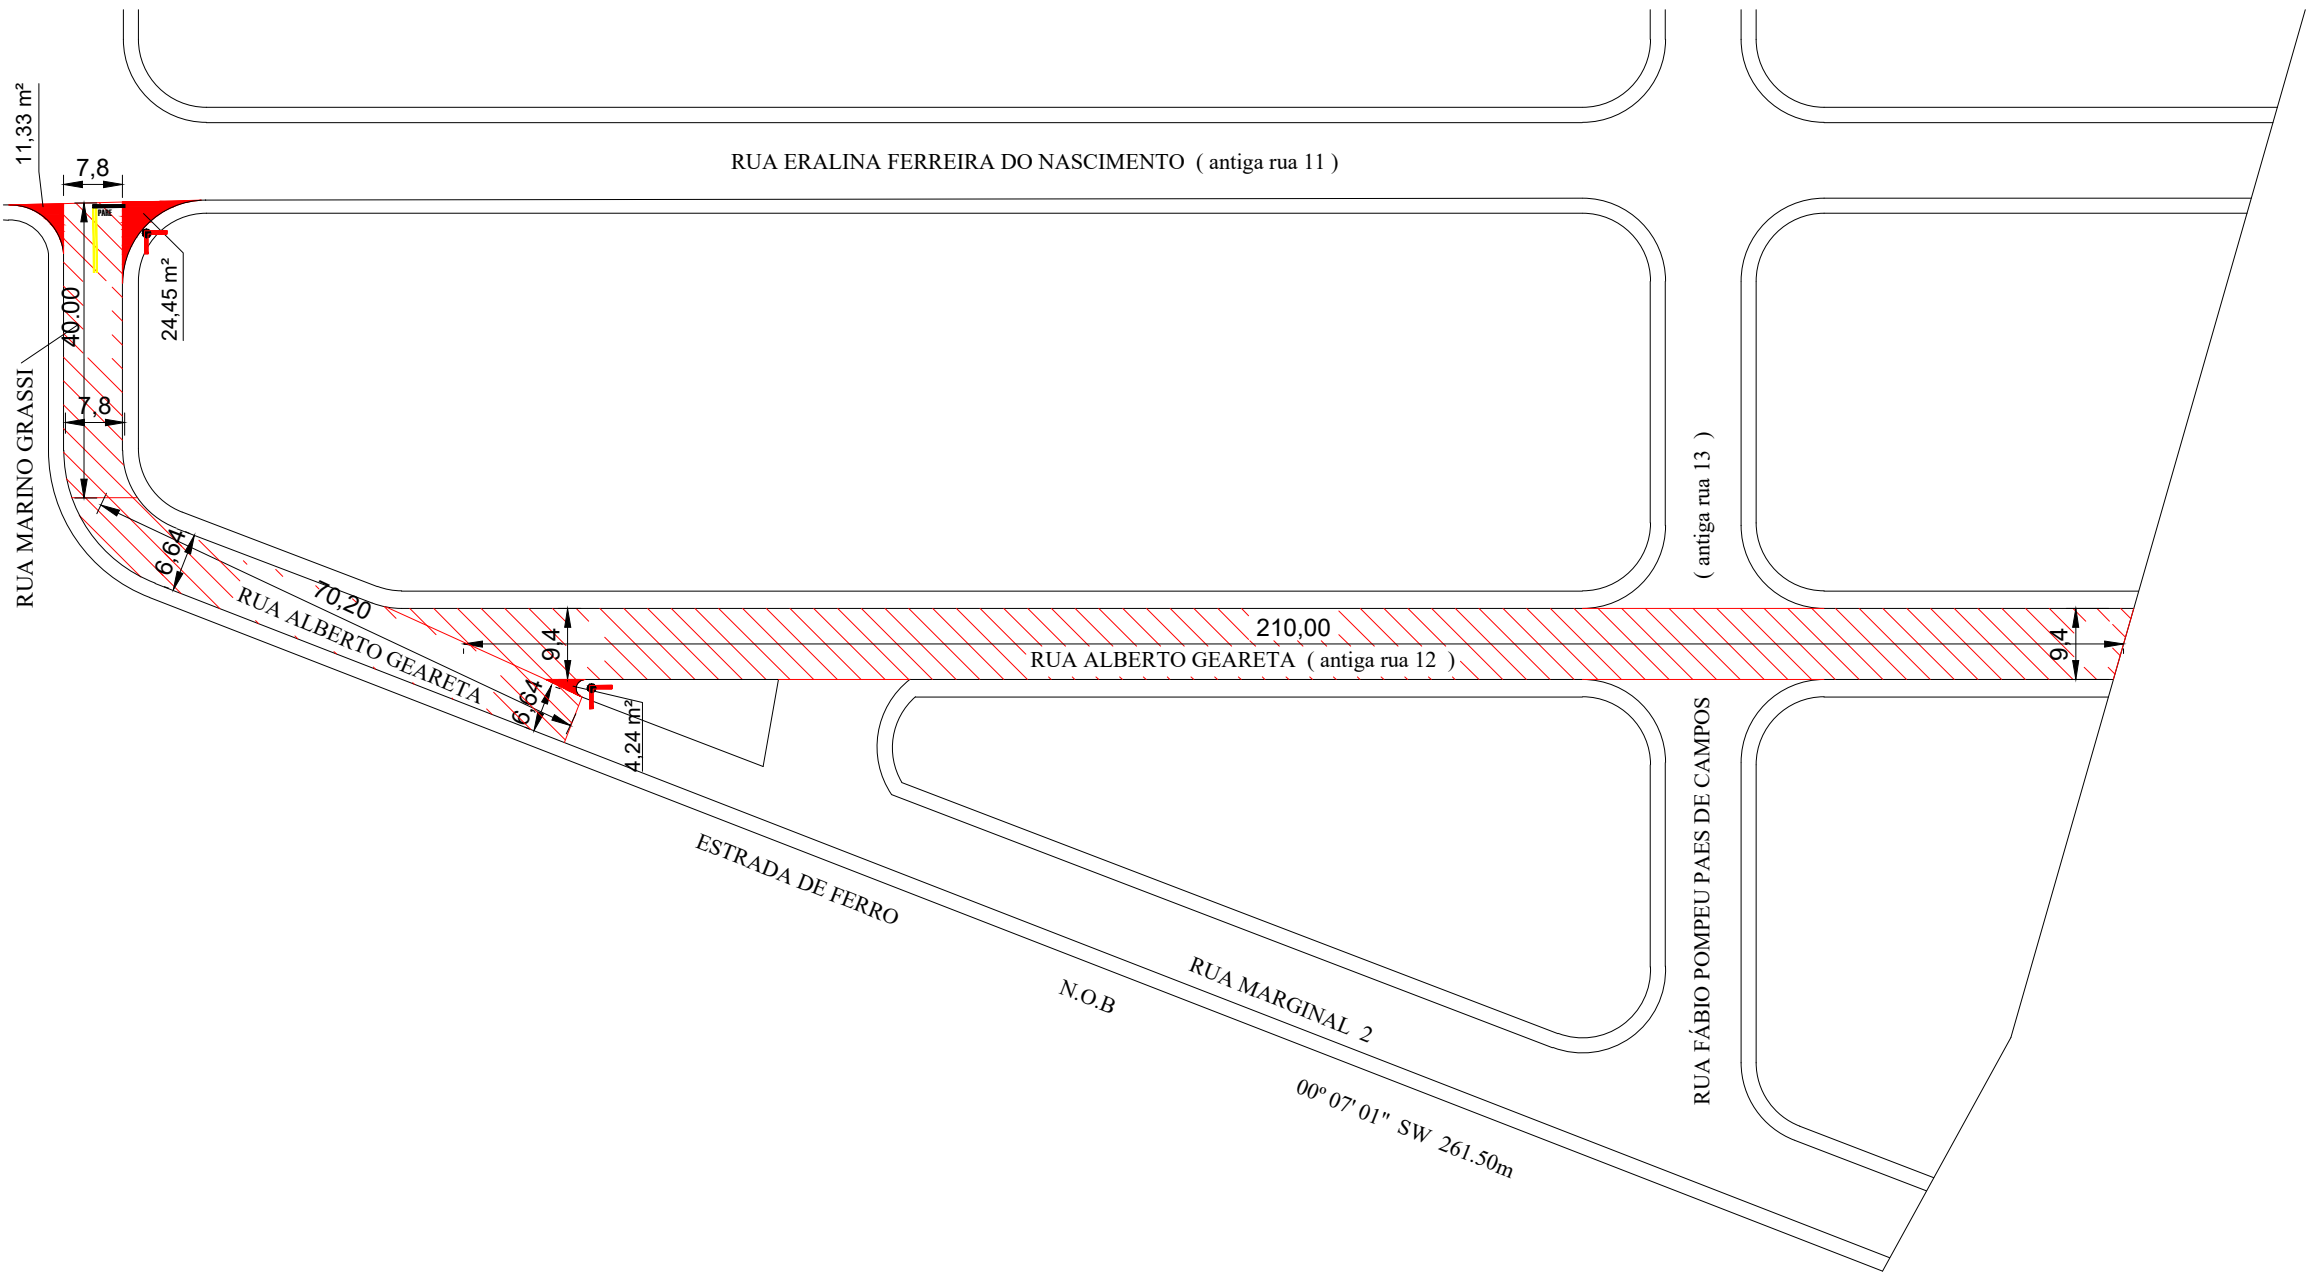 11,33 m²
7,8
RUA ERALINA FERREIRA DO NASCIMENTO ( antiga rua 11 )
PARE
24,45 m²
40.00
RUA MARINO GRASSI
7,8
6,64
70,20
RUA ALBERTO GEARETA
9,4
210,00
RUA ALBERTO GEARETA ( antiga rua 12 )
9,4
( antiga rua 13 )
6,64
4,24 m²
RUA FÁBIO POMPEU PAES DE CAMPOS
ESTRADA DE FERRO
N.O.B
RUA MARGINAL 2
00º 07' 01" SW 261.50m